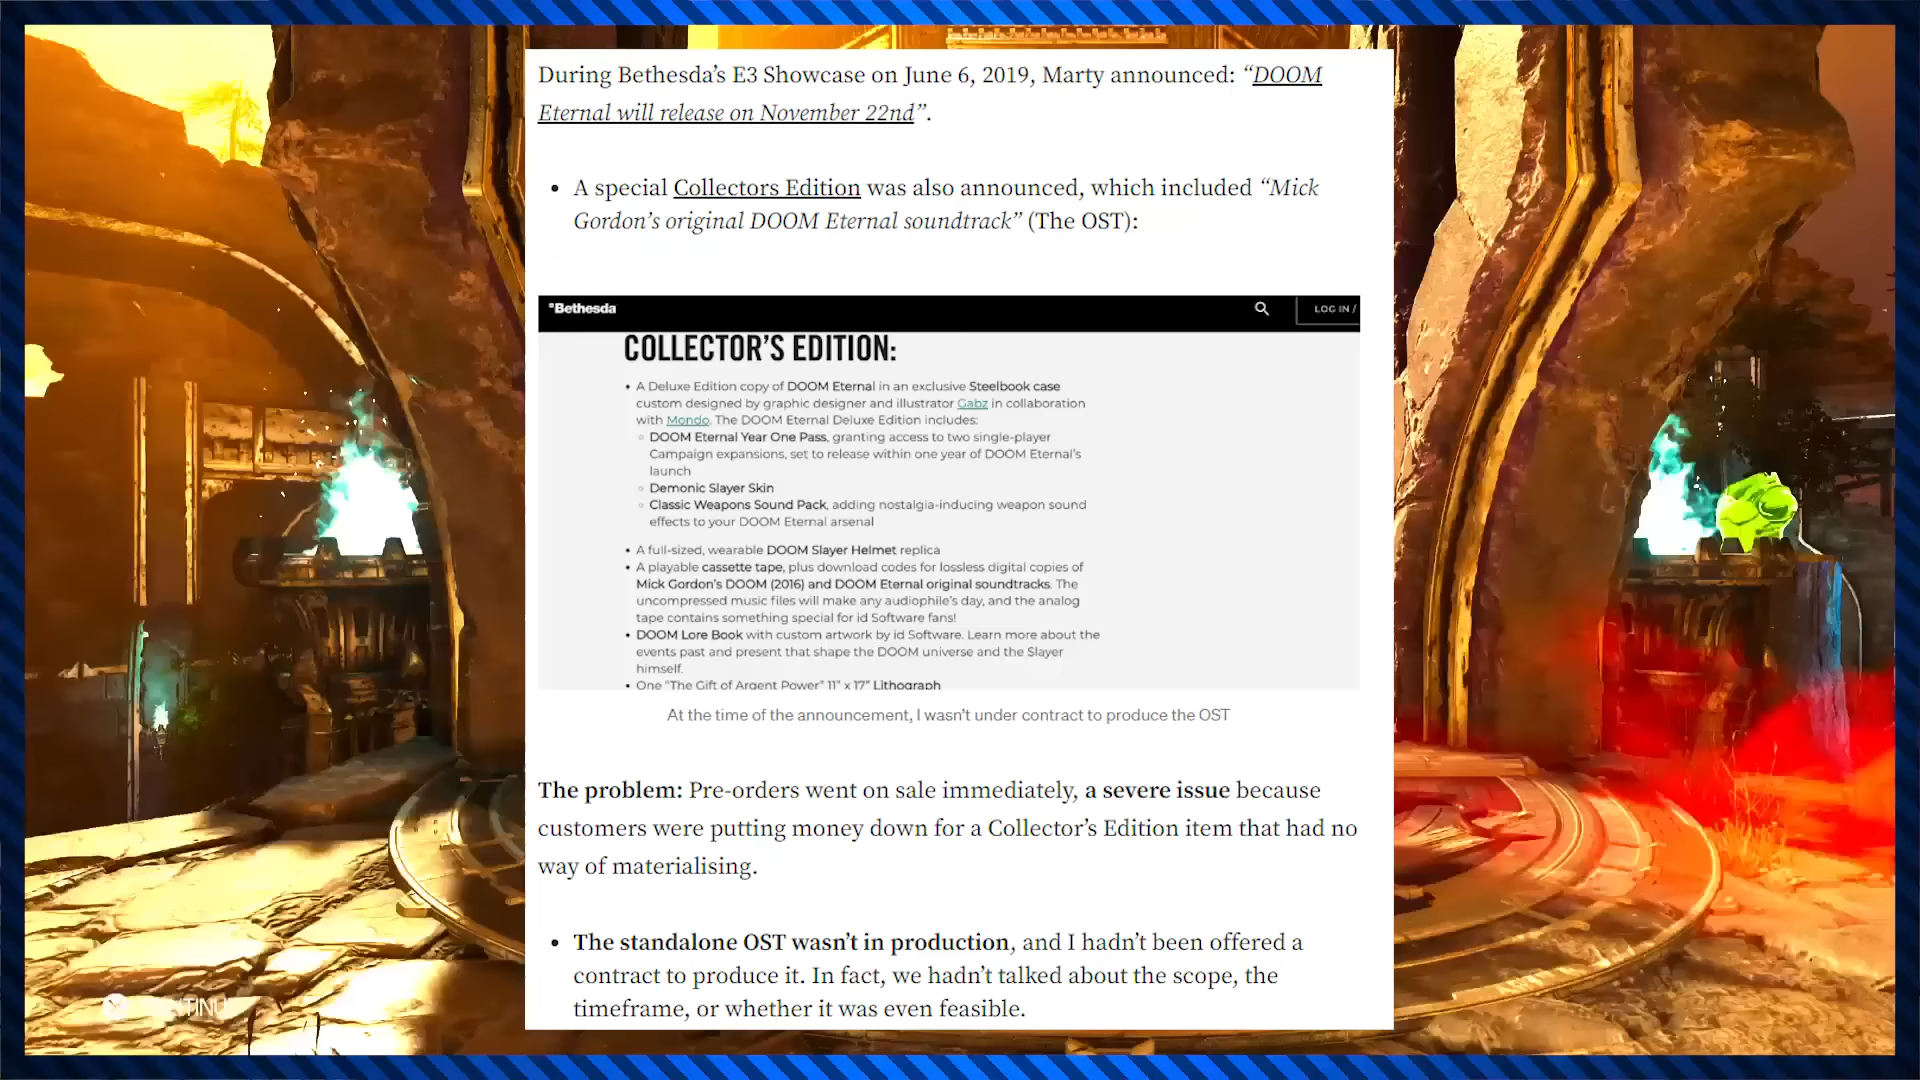 During Bethesda’s E3 Showcase on June 6, 2019, Marty announced: “DOOM
Eternal will release on November 22nd”.
• A special Collectors Edition was also announced, which included “Mick
Gordon’s original DOOM Eternal soundtrack” (The OST):
Bethesda
LOG IN /
COLLECTOR’S EDITION:
• A Deluxe Edition copy of DOOM Eternal in an exclusive Steelbook case
custom designed by graphic designer and illustrator Gabz in collaboration
with Mondo. The DOOM Eternal Deluxe Edition includes:
◦ DOOM Eternal Year One Pass, granting access to two single-player
Campaign expansions, set to release within one year of DOOM Eternal’s
launch
◦ Demonic Slayer Skin
◦ Classic Weapons Sound Pack, adding nostalgia-inducing weapon sound
effects to your DOOM Eternal arsenal
• A full-sized, wearable DOOM Slayer Helmet replica
• A playable cassette tape, plus download codes for lossless digital copies of
Mick Gordon’s DOOM (2016) and DOOM Eternal original soundtracks. The
uncompressed music files will make any audiophile’s day, and the analog
tape contains something special for id Software fans!
• DOOM Lore Book with custom artwork by id Software. Learn more about the
events past and present that shape the DOOM universe and the Slayer
himself.
• One “The Gift of Argent Power” 11” x 17” Lithograph
At the time of the announcement, I wasn’t under contract to produce the OST
The problem: Pre-orders went on sale immediately, a severe issue because
customers were putting money down for a Collector’s Edition item that had no
way of materialising.
• The standalone OST wasn’t in production, and I hadn’t been offered a
contract to produce it. In fact, we hadn’t talked about the scope, the
timeframe, or whether it was even feasible.